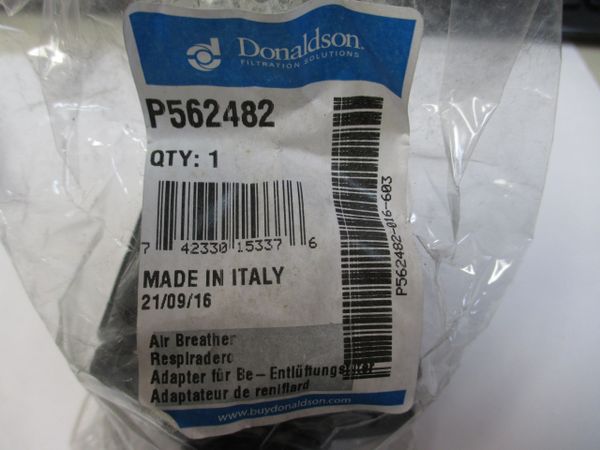 Donaldson.
FILTRATION SOLUTIONS
P562482
QTY: 1
7 42330 15337 6
P562482-016-603
MADE IN ITALY
21/09/16
Air Breather
Respiradero
Adapter für Be-Entlüftungsfilter
Adaptateur de reniflard
www.buydonaldson.com